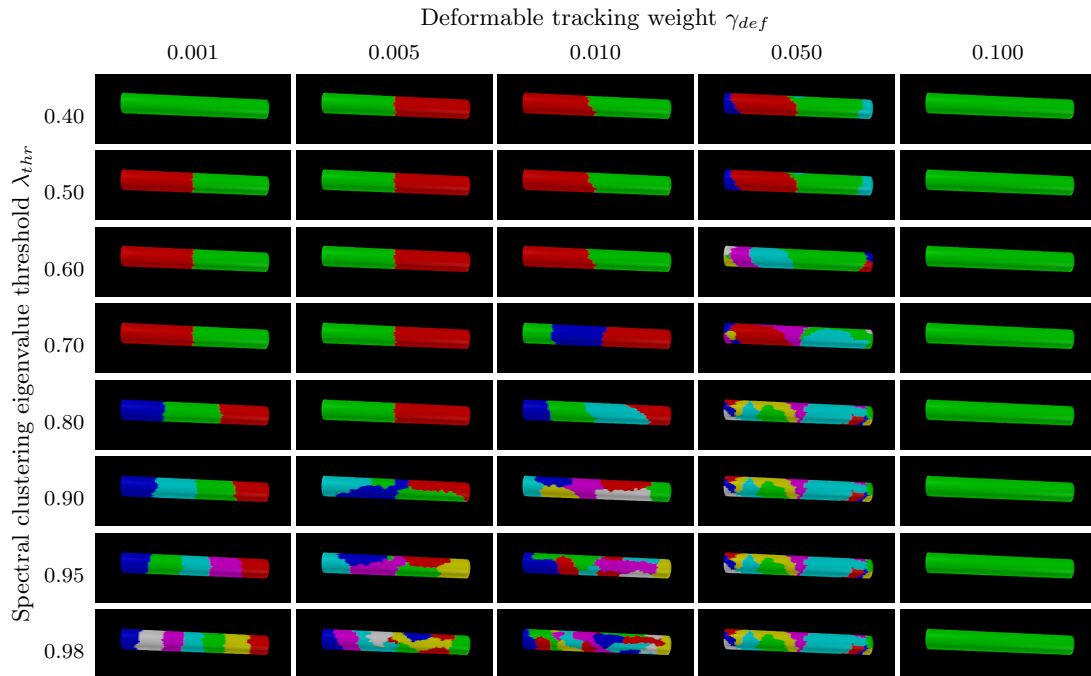 Deformable tracking weight γ_def
0.001 0.005 0.010 0.050 0.100
Spectral clustering eigenvalue threshold λ_thr
0.40
0.50
0.60
0.70
0.80
0.90
0.95
0.98